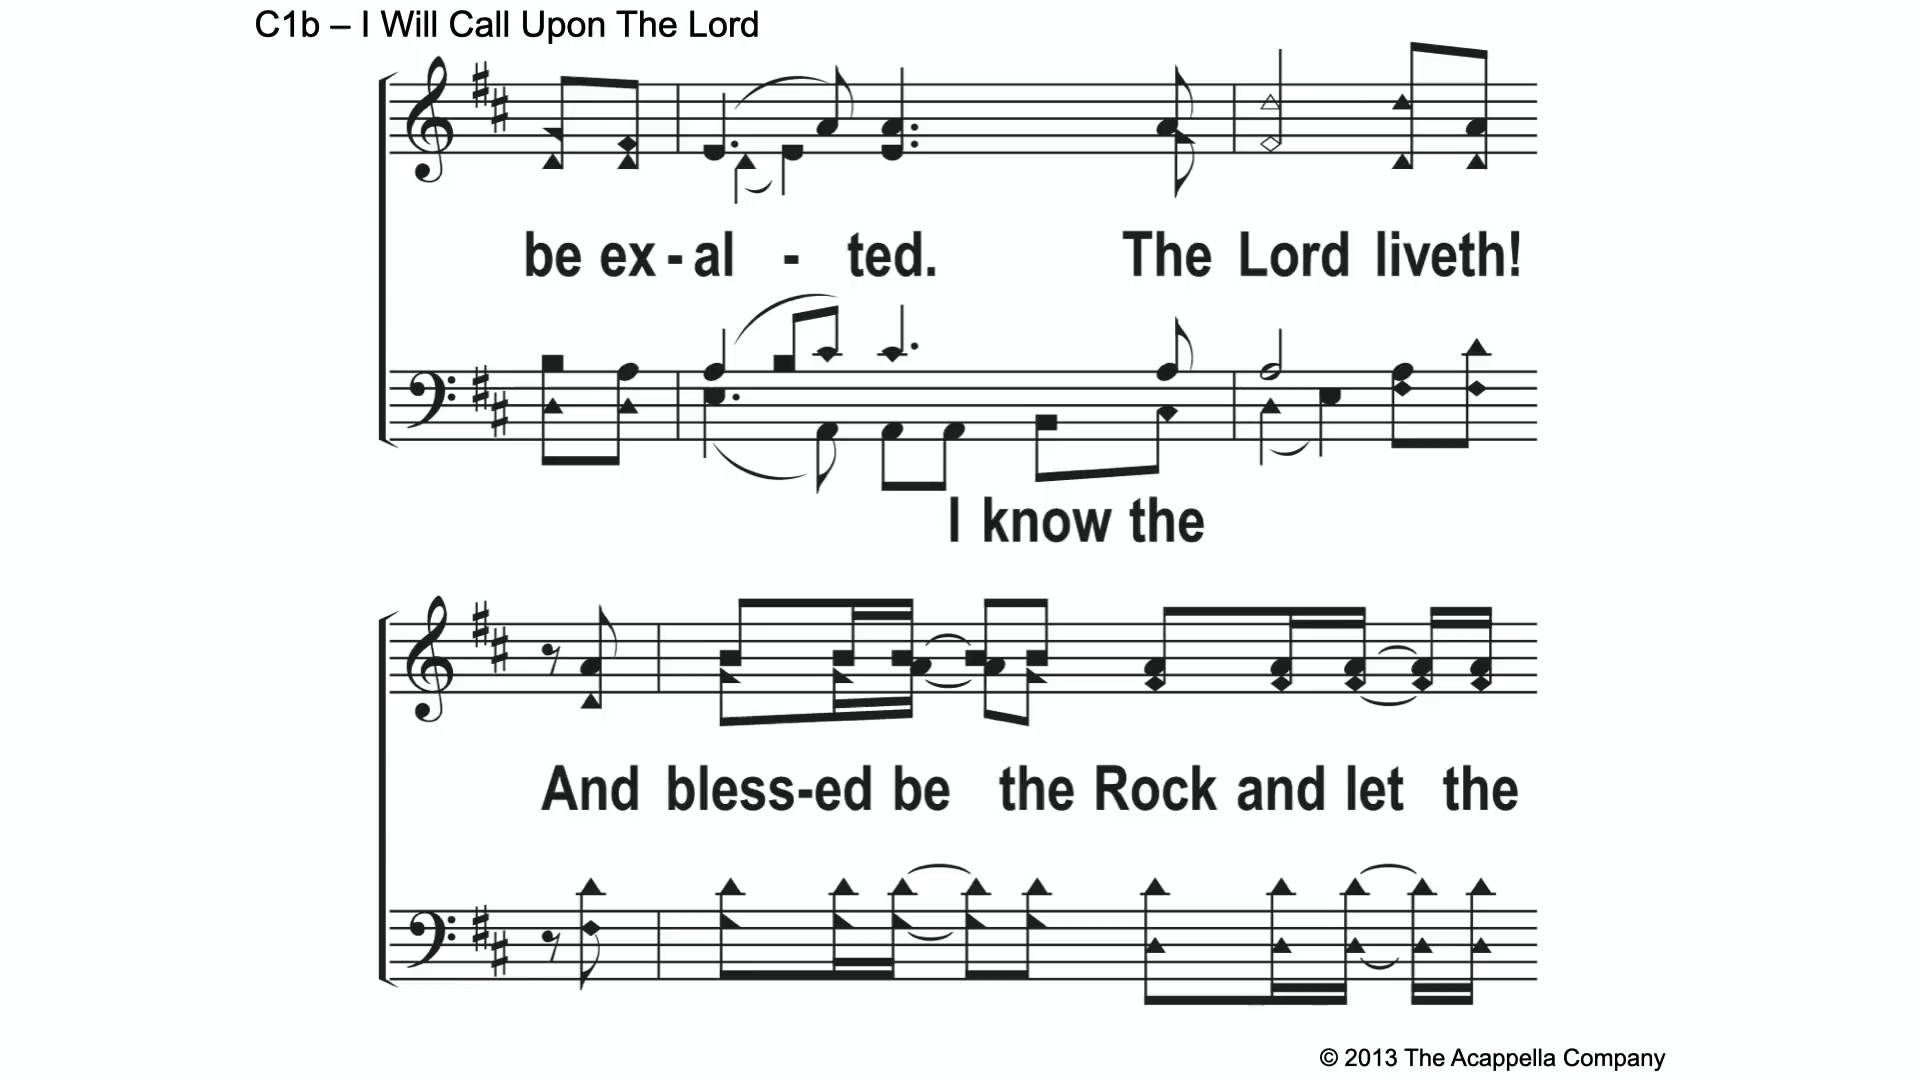 C1b – I Will Call Upon The Lord
be ex - al - ted. The Lord liveth!
I know the
And bless-ed be the Rock and let the
© 2013 The Acappella Company